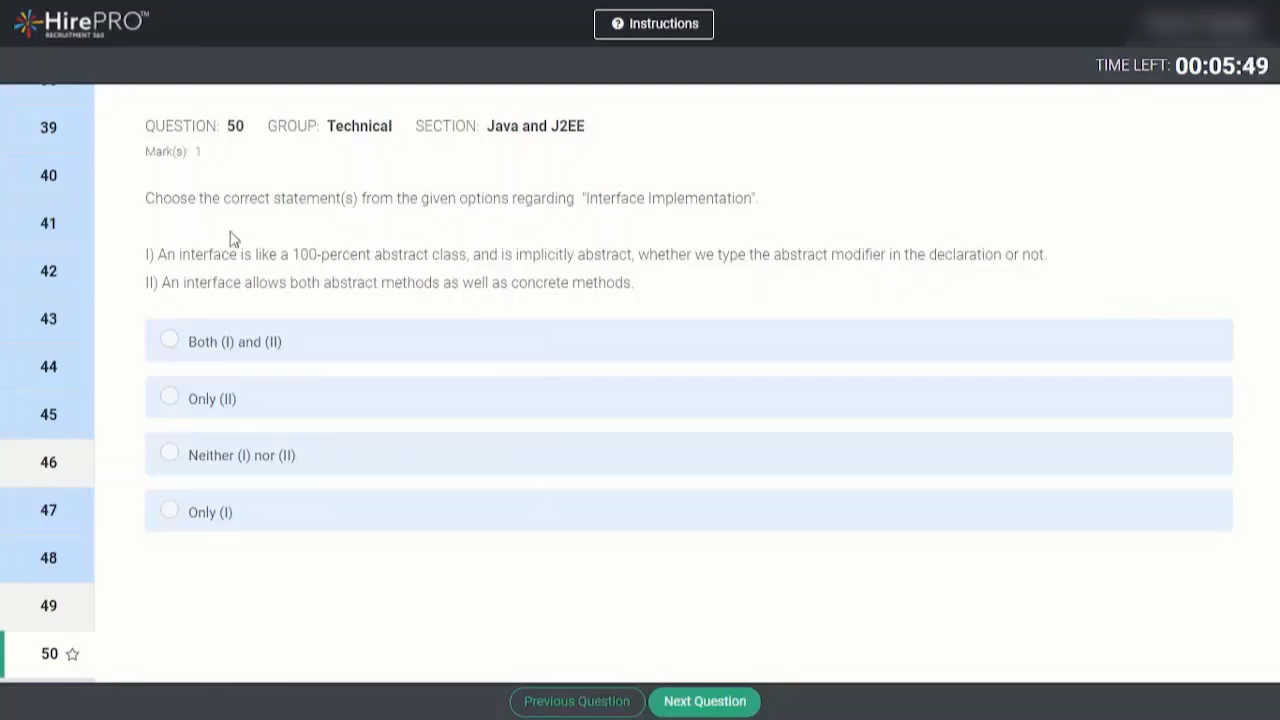 HirePRO™
RECRUITMENT 360
Instructions
TIME LEFT: 00:05:49
39
40
41
42
43
44
45
46
47
48
49
50
QUESTION: 50 GROUP: Technical SECTION: Java and J2EE
Mark(s): 1
Choose the correct statement(s) from the given options regarding "Interface Implementation".
I) An interface is like a 100-percent abstract class, and is implicitly abstract, whether we type the abstract modifier in the declaration or not.
II) An interface allows both abstract methods as well as concrete methods.
Both (I) and (II)
Only (II)
Neither (I) nor (II)
Only (I)
Previous Question
Next Question